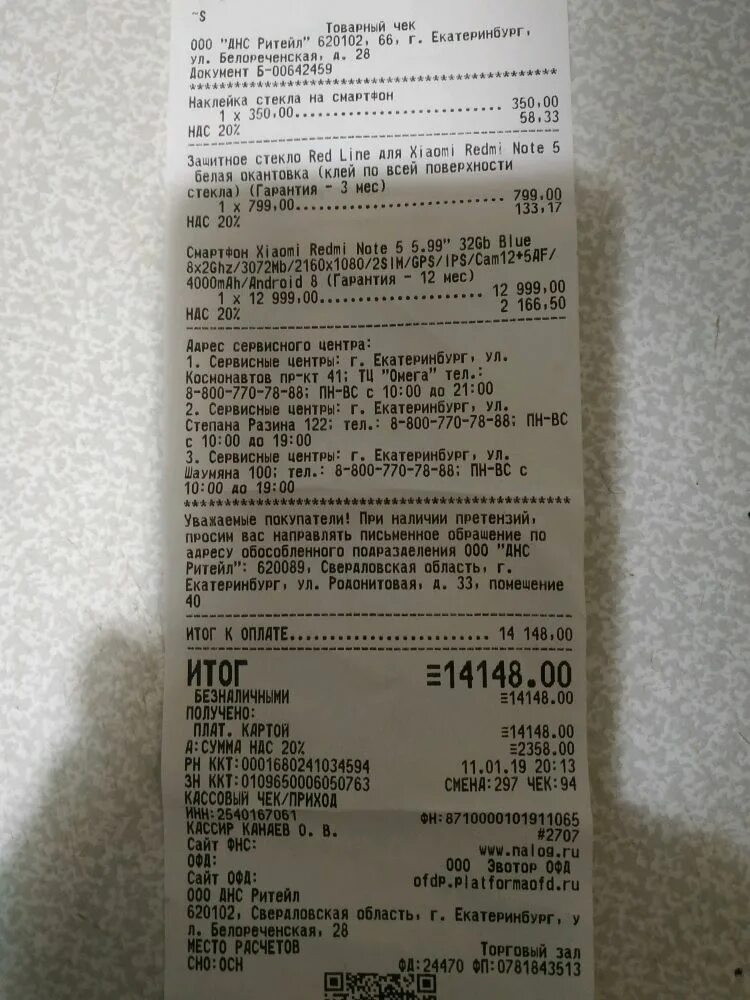 ~S
Товарный чек
ООО "ДНС Ритейл" 620102, 66, г. Екатеринбург,
ул. Белореченская, д. 28
Документ Б-00642459
Наклейка стекла на смартфон
1 x 350,00 350,00
НДС 20% 58,33
Защитное стекло Red Line для Xiaomi Redmi Note 5
белая окантовка (клей по всей поверхности
стекла) (Гарантия - 3 мес)
1 x 799,00 799,00
НДС 20% 133,17
Смартфон Xiaomi Redmi Note 5 5.99" 32Gb Blue
8x2Ghz/3072Mb/2160x1080/2SIM/GPS/IPS/Cam12+5AF/
4000mAh/Android 8 (Гарантия - 12 мес)
1 x 12 999,00 12 999,00
НДС 20% 2 166,50
Адрес сервисного центра:
1. Сервисные центры: г. Екатеринбург, ул.
Космонавтов пр-кт 41; ТЦ "Омега" тел.:
8-800-770-78-88; ПН-ВС с 10:00 до 21:00
2. Сервисные центры: г. Екатеринбург, ул.
Степана Разина 122; тел.: 8-800-770-78-88; ПН-ВС
с 10:00 до 19:00
3. Сервисные центры: г. Екатеринбург, ул.
Шаумяна 100; тел.: 8-800-770-78-88; ПН-ВС с
10:00 до 19:00
Уважаемые покупатели! При наличии претензий,
просим вас направлять письменное обращение по
адресу обособленного подразделения ООО "ДНС
Ритейл": 620089, Свердловская область, г.
Екатеринбург, ул. Родонитовая, д. 33, помещение
40
ИТОГ К ОПЛАТЕ 14 148,00
ИТОГ ≡14148.00
БЕЗНАЛИЧНЫМИ ≡14148.00
ПОЛУЧЕНО:
ПЛАТ. КАРТОЙ ≡14148.00
А:СУММА НДС 20% ≡2358.00
РН ККТ:0001680241034594 11.01.19 20:13
ЗН ККТ:0109650006050763 СМЕНА:297 ЧЕК:94
КАССОВЫЙ ЧЕК/ПРИХОД
ИНН:2540167061 ФН:8710000101911065
КАССИР КАНАЕВ О. В. #2707
Сайт ФНС: www.nalog.ru
ОФД: ООО Эвотор ОФД
Сайт ОФД: ofdp.platformaofd.ru
ООО ДНС Ритейл
620102, Свердловская область, г. Екатеринбург, у
л. Белореченская, 28
МЕСТО РАСЧЕТОВ Торговый зал
СНО:ОСН ФД:24470 ФП:0781843513